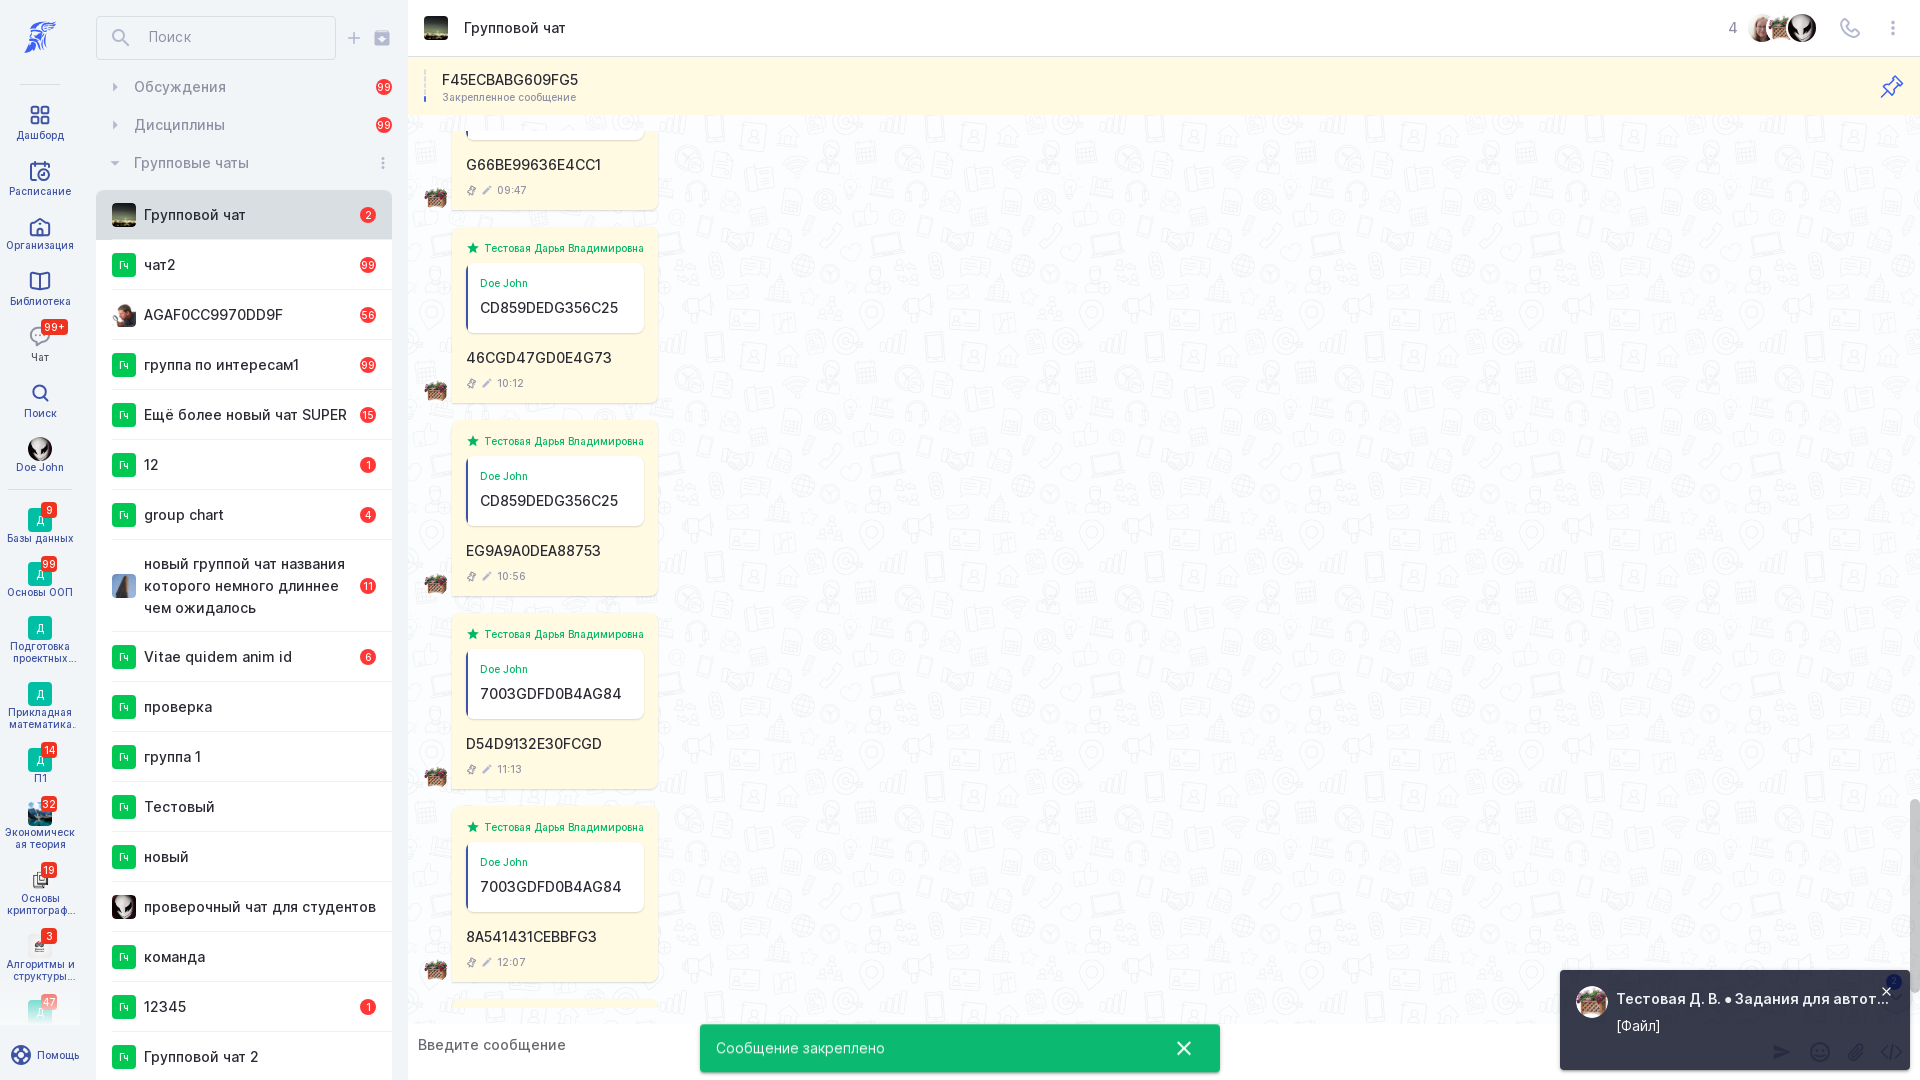 Дашборд
Расписание
Организация
Библиотека
99+
Чат
Поиск
Doe John
9
Д
Базы данных
99
Д
Основы ООП
Д
Подготовка
проектных...
Д
Прикладная
математика..
14
Д
П1
32
Экономическ
ая теория
19
Основы
криптограф...
3
Алгоритмы и
структуры...
47
Д
Помощь
Поиск
Обсуждения
99
Дисциплины
99
Групповые чаты
Групповой чат
2
Гч
чат2
99
AGAF0CC9970DD9F
56
Гч
группа по интересам1
99
Гч
Ещё более новый чат SUPER
15
Гч
12
1
Гч
group chart
4
новый группой чат названия
которого немного длиннее
чем ожидалось
11
Гч
Vitae quidem anim id
6
Гч
проверка
Гч
группа 1
Гч
Тестовый
Гч
новый
проверочный чат для студентов
Гч
команда
Гч
12345
1
Гч
Групповой чат 2
Групповой чат
4
F45ECBABG609FG5
Закрепленное сообщение
G66BE99636E4CC1
09:47
Тестовая Дарья Владимировна
Doe John
CD859DEDG356C25
46CGD47GD0E4G73
10:12
Тестовая Дарья Владимировна
Doe John
CD859DEDG356C25
EG9A9A0DEA88753
10:56
Тестовая Дарья Владимировна
Doe John
7003GDFD0B4AG84
D54D9132E30FCGD
11:13
Тестовая Дарья Владимировна
Doe John
7003GDFD0B4AG84
8A541431CEBBFG3
12:07
Введите сообщение
Сообщение закреплено
2
Тестовая Д. В. ● Задания для автот...
[Файл]